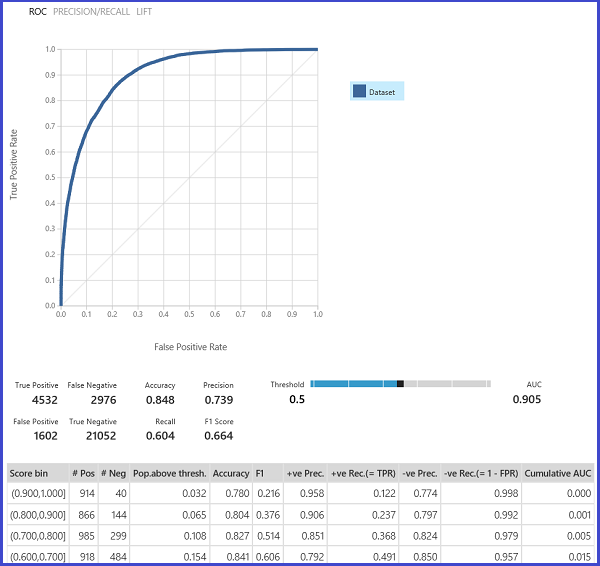 ROC PRECISION/RECALL LIFT
1.0
0.9
0.8
0.7
0.6
0.5
0.4
0.3
0.2
0.1
0.0
True Positive Rate
0.0 0.1 0.2 0.3 0.4 0.5 0.6 0.7 0.8 0.9 1.0
False Positive Rate
Dataset
True Positive False Negative Accuracy Precision Threshold AUC
4532 2976 0.848 0.739 0.5 0.905
False Positive True Negative Recall F1 Score
1602 21052 0.604 0.664
Score bin # Pos # Neg Pop.above thresh. Accuracy F1 +ve Prec. +ve Rec.(= TPR) -ve Prec. -ve Rec.(= 1 - FPR) Cumulative AUC
(0.900,1.000] 914 40 0.032 0.780 0.216 0.958 0.122 0.774 0.998 0.000
(0.800,0.900] 866 144 0.065 0.804 0.376 0.906 0.237 0.797 0.992 0.001
(0.700,0.800] 985 299 0.108 0.827 0.514 0.851 0.368 0.824 0.979 0.005
(0.600,0.700] 918 484 0.154 0.841 0.606 0.792 0.491 0.850 0.957 0.015